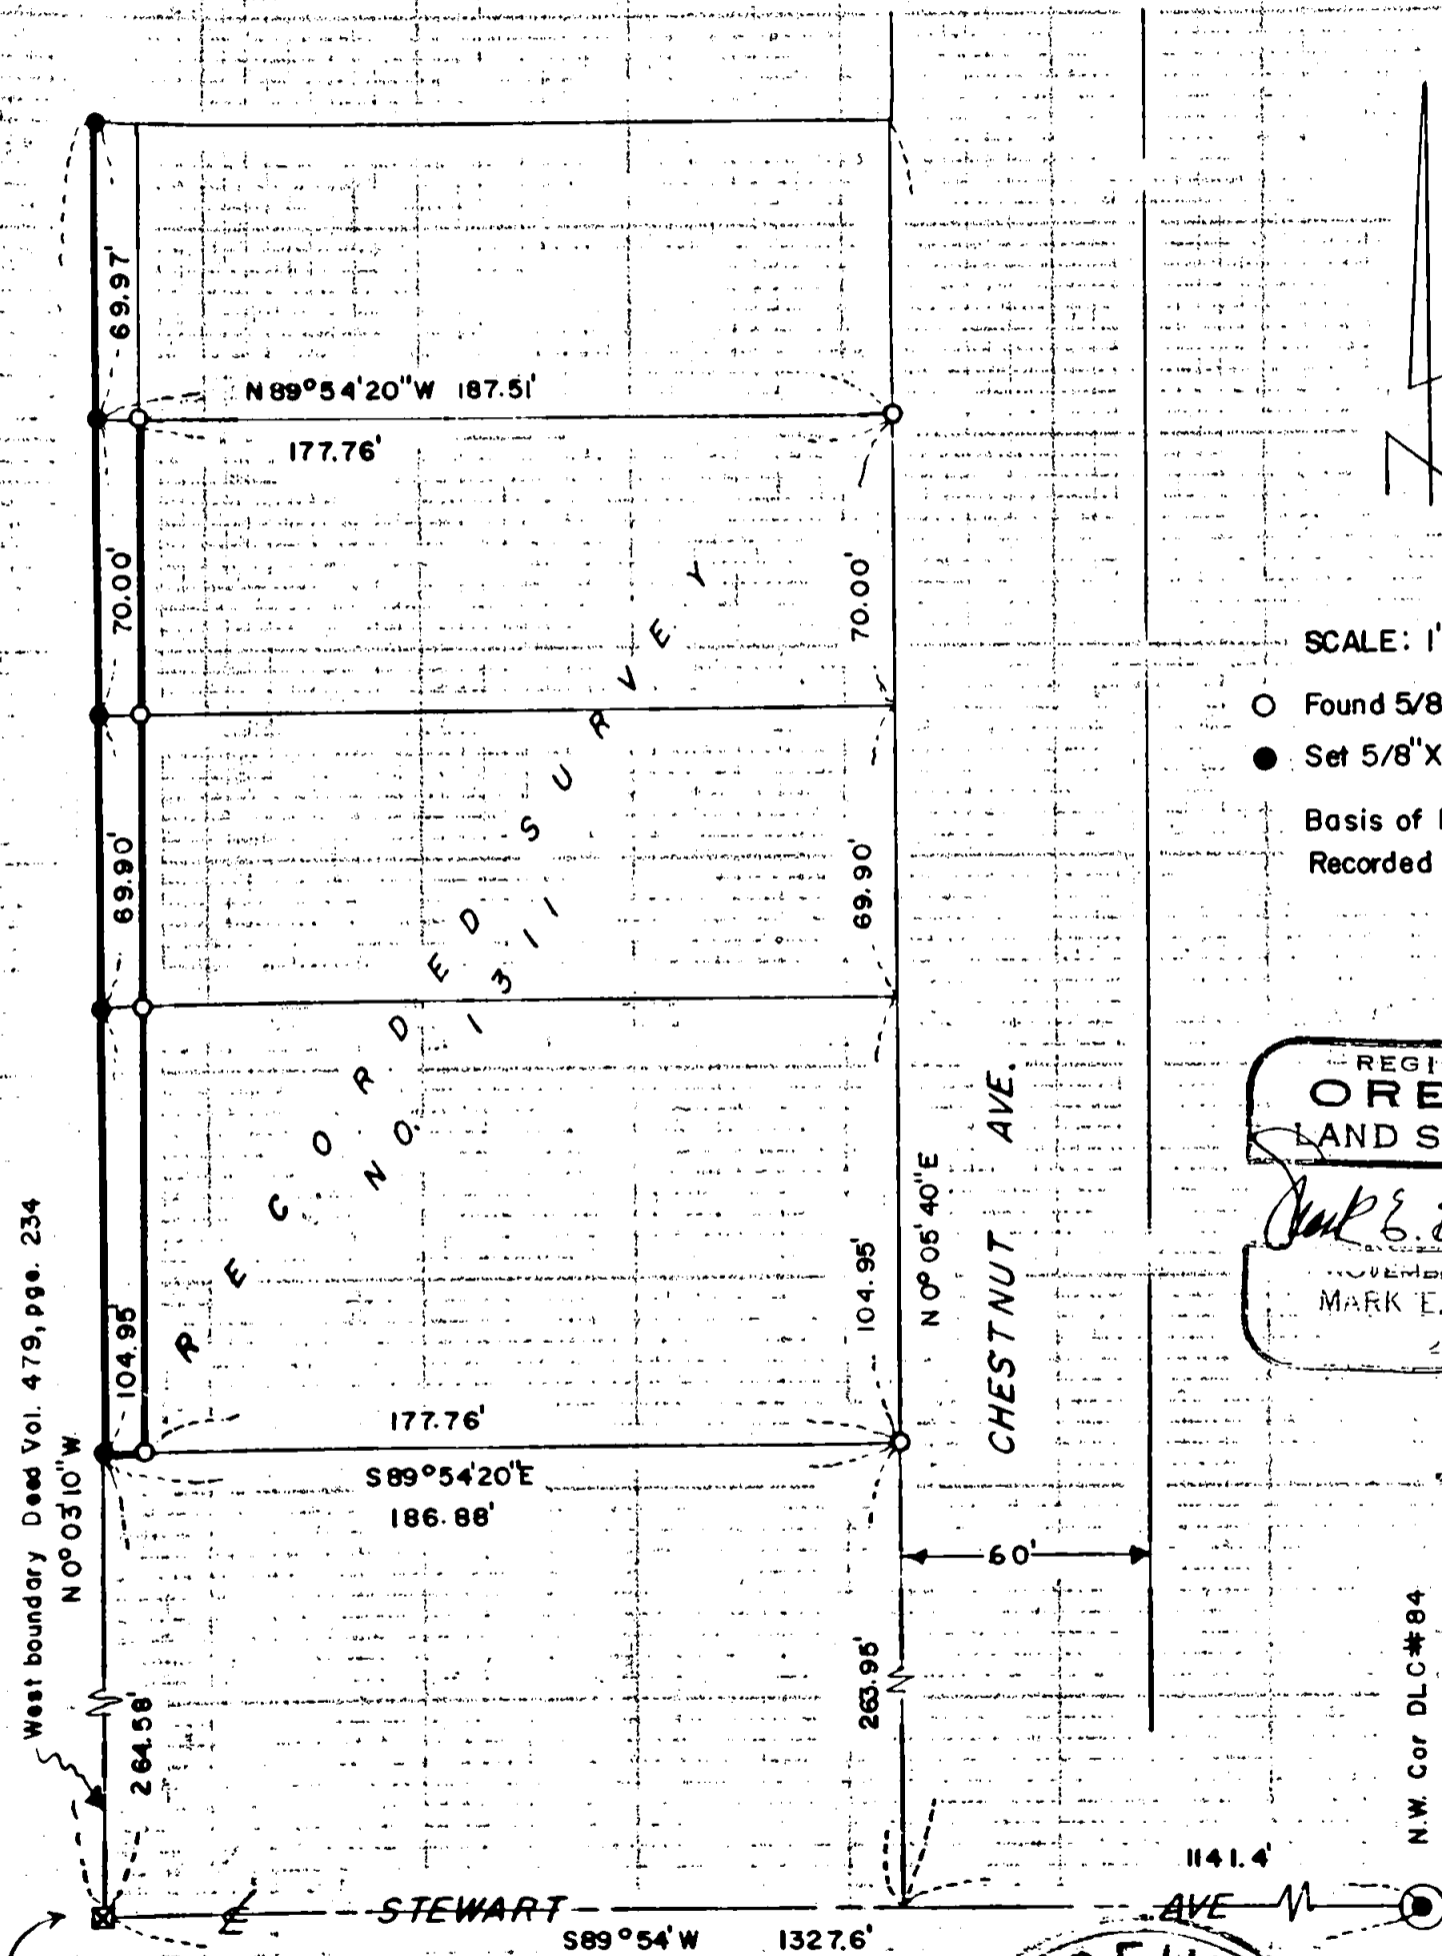 69.97'
N 89° 54' 20" W 187.51'
177.76'
70.00'
70.00'
69.90'
69.90'
RECORDED SURVEY
NO. 1311
SCALE: 1"
Found 5/8
Set 5/8" X
Basis of
Recorded
REGI
ORE
LAND S
MARK E.
CHESTNUT AVE.
N 0° 05' 40" E
West boundary Deed Vol. 479, pge. 234
N 0° 03' 10" W
104.95'
104.95'
177.76'
S 89° 54' 20" E
186.88'
60'
264.58'
263.95'
N.W. Cor DLC #84
1141.4'
STEWART AVE
S 89° 54' W 1327.6'